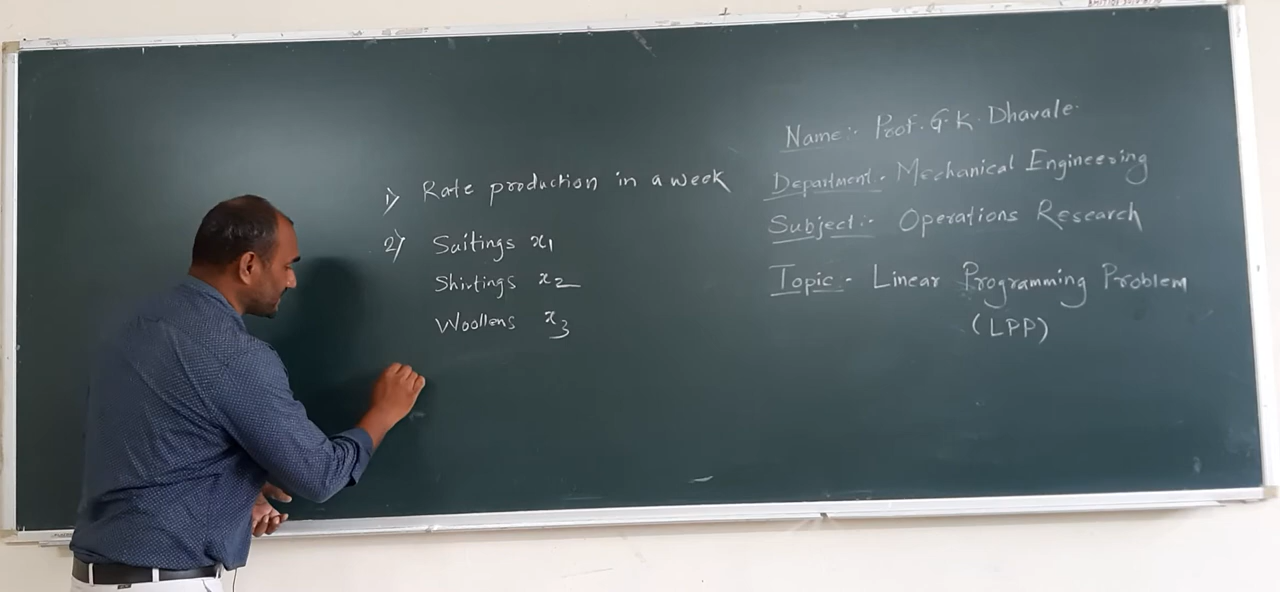 1) Rate production in a week
2) Suitings x1
Shirtings x2
Woollens x3
Name:- Prof. G. K. Dhavale.
Department:- Mechanical Engineering
Subject:- Operations Research
Topic:- Linear Programming Problem
(LPP)